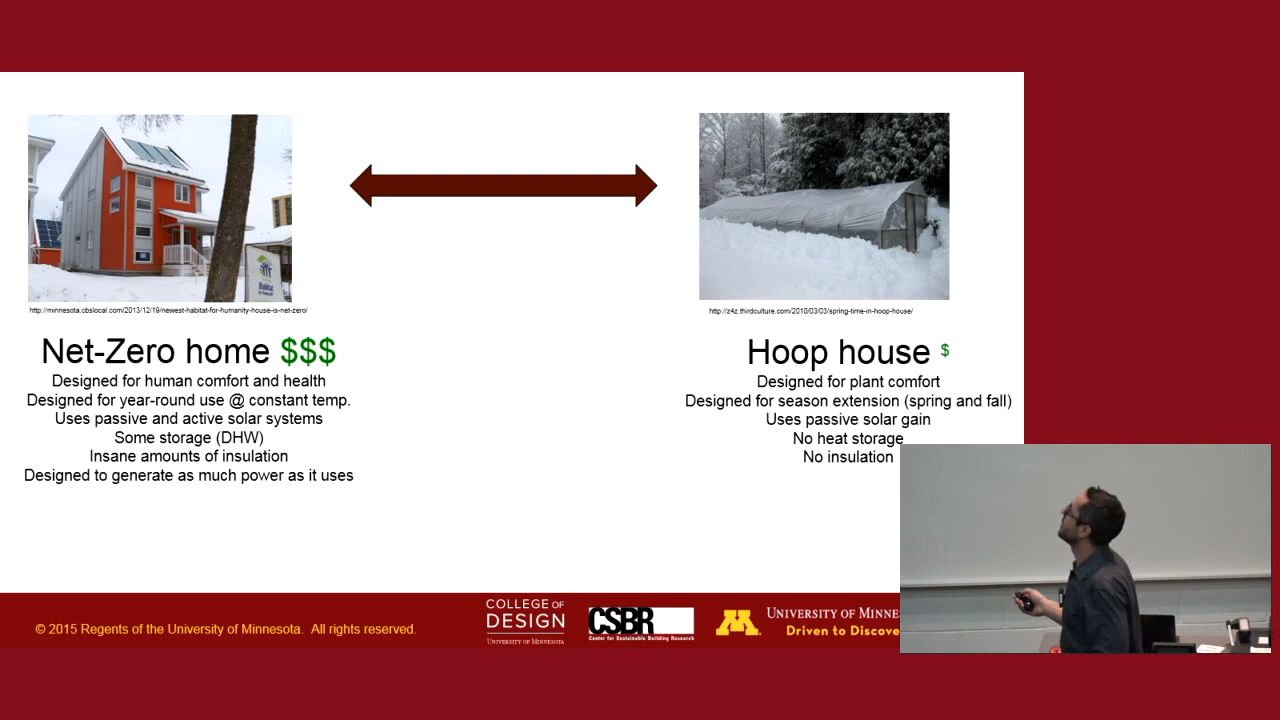 http://minnesota.cbslocal.com/2013/12/19/newest-habitat-for-humanity-house-is-net-zero/
Net-Zero home $$$
Designed for human comfort and health
Designed for year-round use @ constant temp.
Uses passive and active solar systems
Some storage (DHW)
Insane amounts of insulation
Designed to generate as much power as it uses
http://z4z.thirdculture.com/2010/03/03/spring-time-in-hoop-house/
Hoop house $
Designed for plant comfort
Designed for season extension (spring and fall)
Uses passive solar gain
No heat storage
No insulation
© 2015 Regents of the University of Minnesota. All rights reserved.
COLLEGE OF
DESIGN
UNIVERSITY OF MINNESOTA
CSBR
Center for Sustainable Building Research
M
UNIVERSITY OF MINNE
Driven to Discove